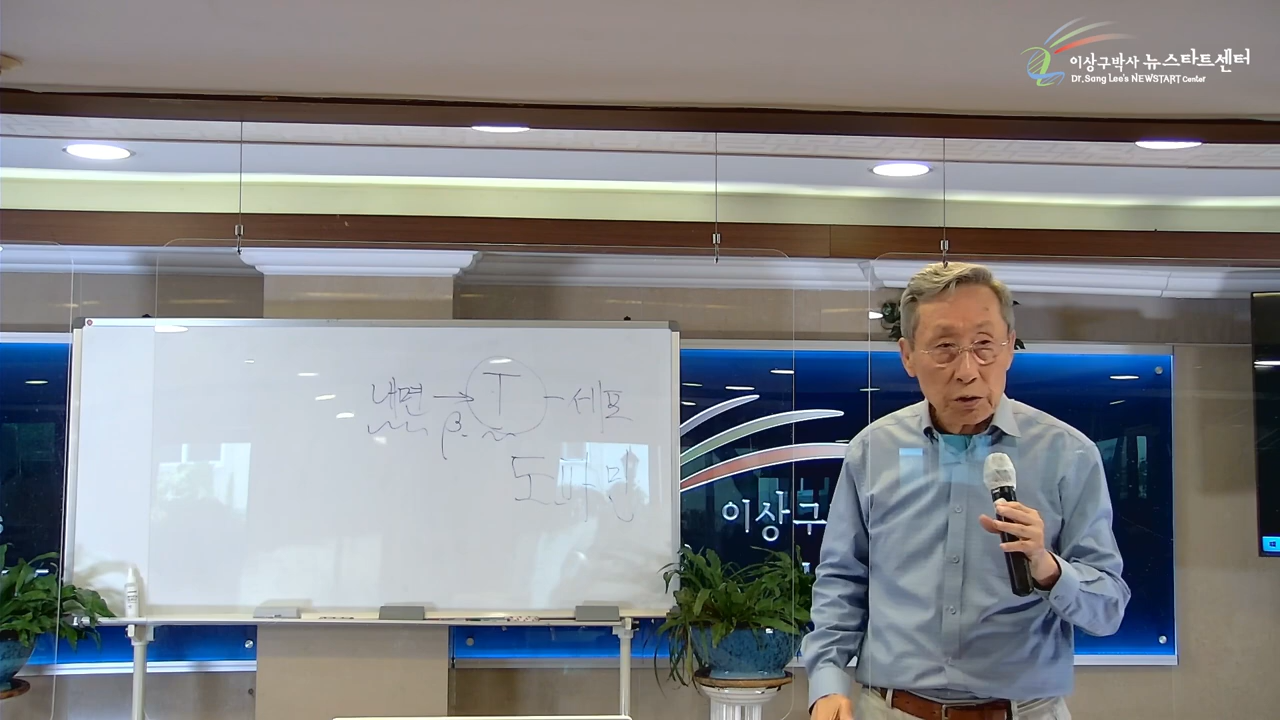 이상구박사 뉴스타트센터
Dr. Sang Lee's NEWSTART Center
내면 → T — 세포
β.
도파민
이상구